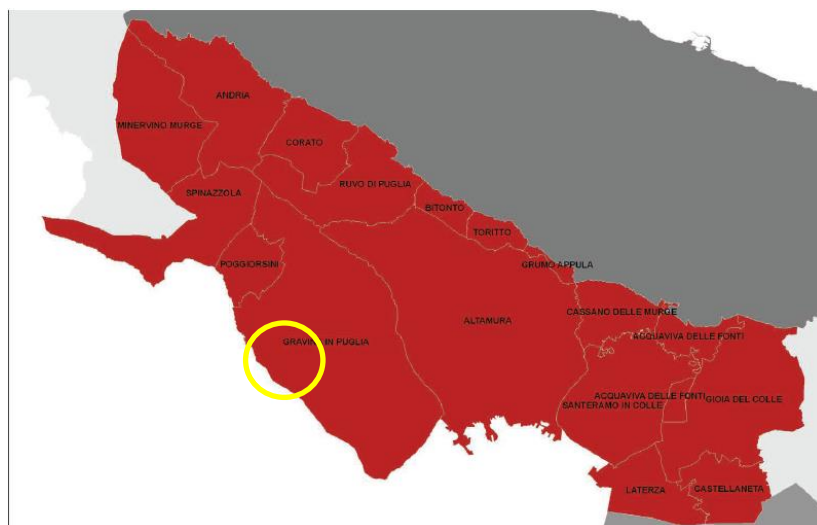 ANDRIA
MINERVINO MURGE
CORATO
RUVO DI PUGLIA
SPINAZZOLA
BITONTO
TORITTO
POGGIORSINI
GRUMO APPULA
CASSANO DELLE MURGE
ALTAMURA
ACQUAVIVA DELLE FONTI
GRAVINA IN PUGLIA
ACQUAVIVA DELLE FONTI
GIOIA DEL COLLE
SANTERAMO IN COLLE
LATERZA
CASTELLANETA